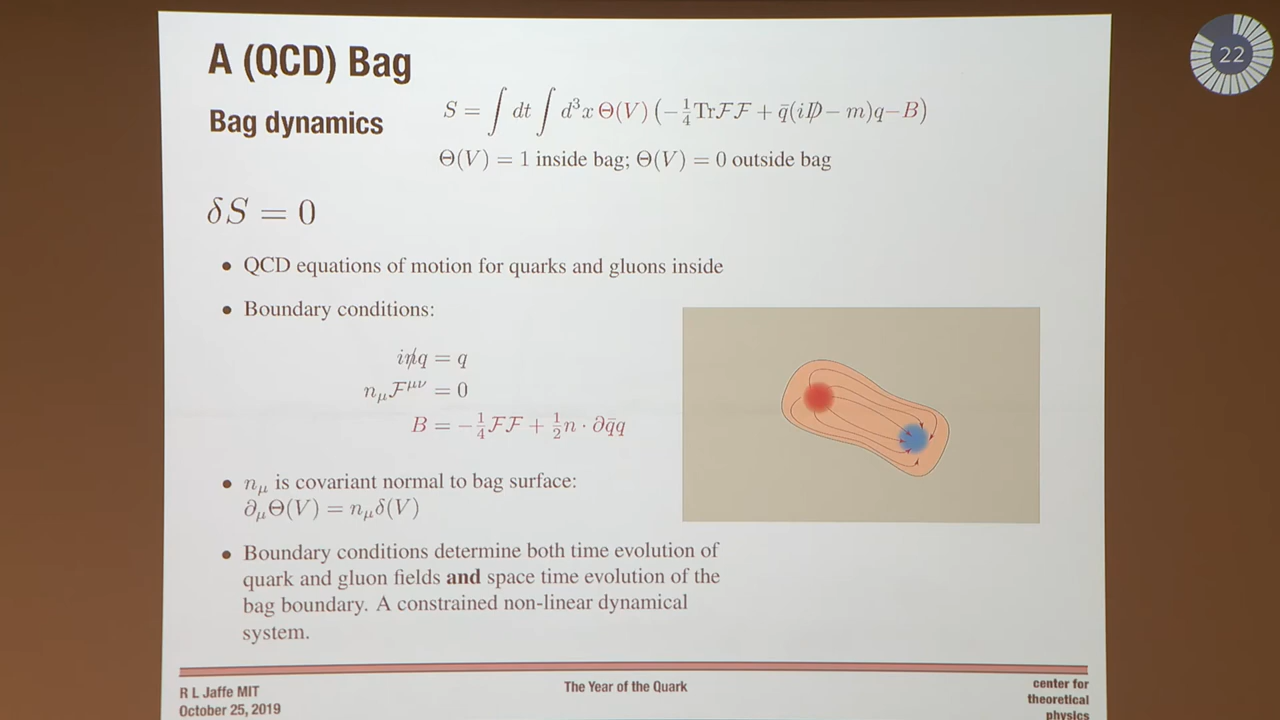 22
A (QCD) Bag
Bag dynamics
S = ∫ dt ∫ d³x Θ(V) (−¼Trℱℱ + q̄(iD̸ − m)q−B)
Θ(V) = 1 inside bag; Θ(V) = 0 outside bag
δS = 0
• QCD equations of motion for quarks and gluons inside
• Boundary conditions:
in̸q = q
n_μℱ^μν = 0
B = −¼ℱℱ + ½n · ∂q̄q
• n_μ is covariant normal to bag surface:
∂_μΘ(V) = n_μδ(V)
• Boundary conditions determine both time evolution of
quark and gluon fields and space time evolution of the
bag boundary. A constrained non-linear dynamical
system.
R L Jaffe MIT
October 25, 2019
The Year of the Quark
center for
theoretical
physics